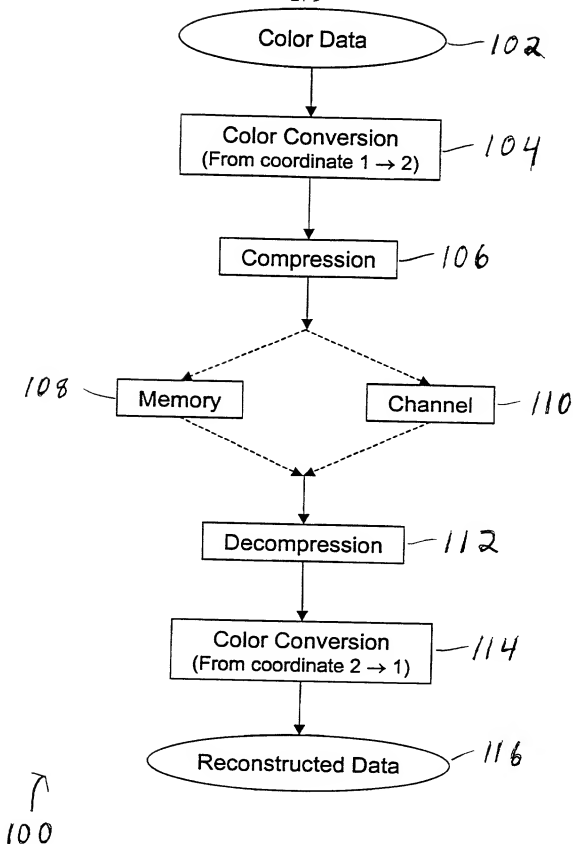 Color Data
102
Color Conversion
(From coordinate 1 → 2)
104
Compression
106
108
Memory
Channel
110
Decompression
112
Color Conversion
(From coordinate 2 → 1)
114
Reconstructed Data
116
100